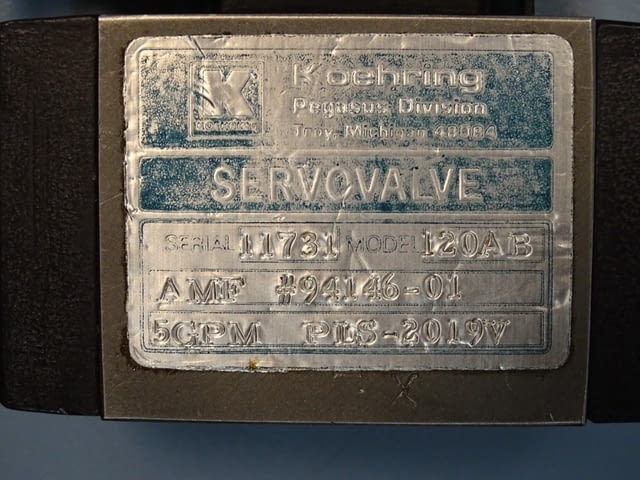 K
Koehring
Pegasus Division
Troy, Michigan 48084
SERVOVALVE
SERIAL 11731 MODEL 120AB
AMF #94146-01
5GPM PLS-2019V